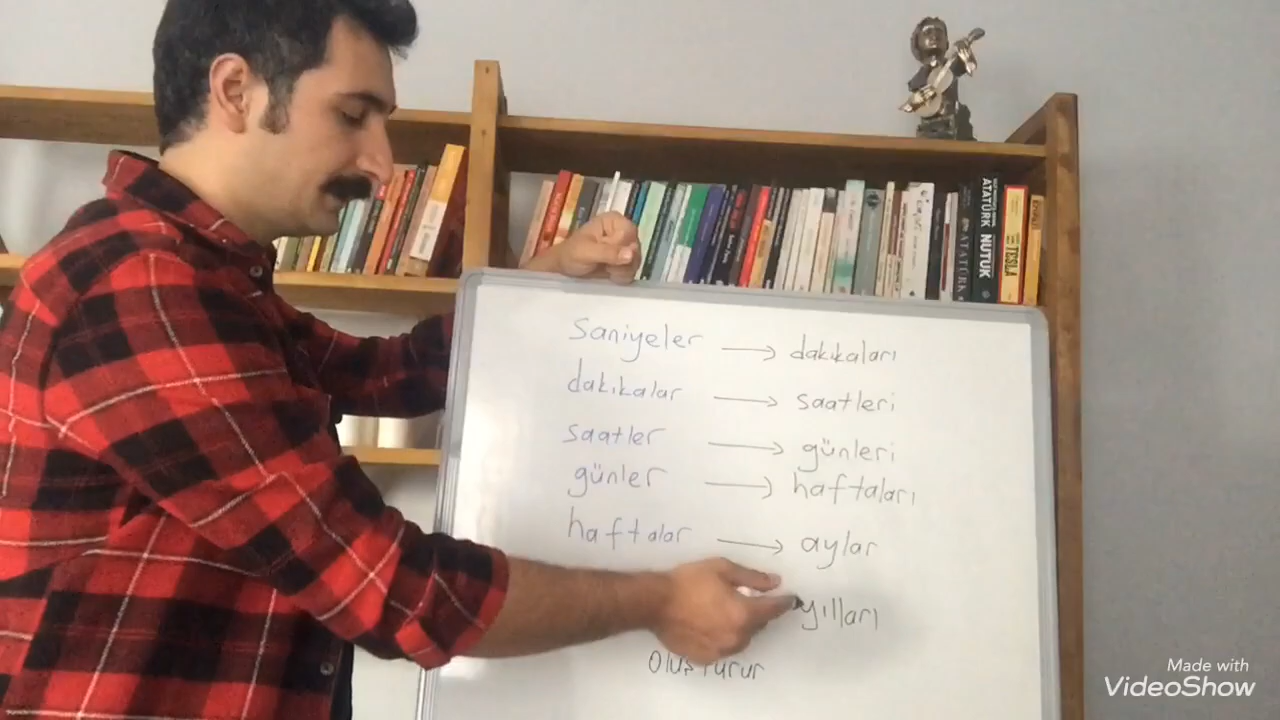 ATATÜRK NUTUK
ATATÜRK
TESLA
saniyeler → dakikaları
dakikalar → saatleri
saatler → günleri
günler → haftaları
haftalar → aylar
yılları
oluşturur
Made with
VideoShow